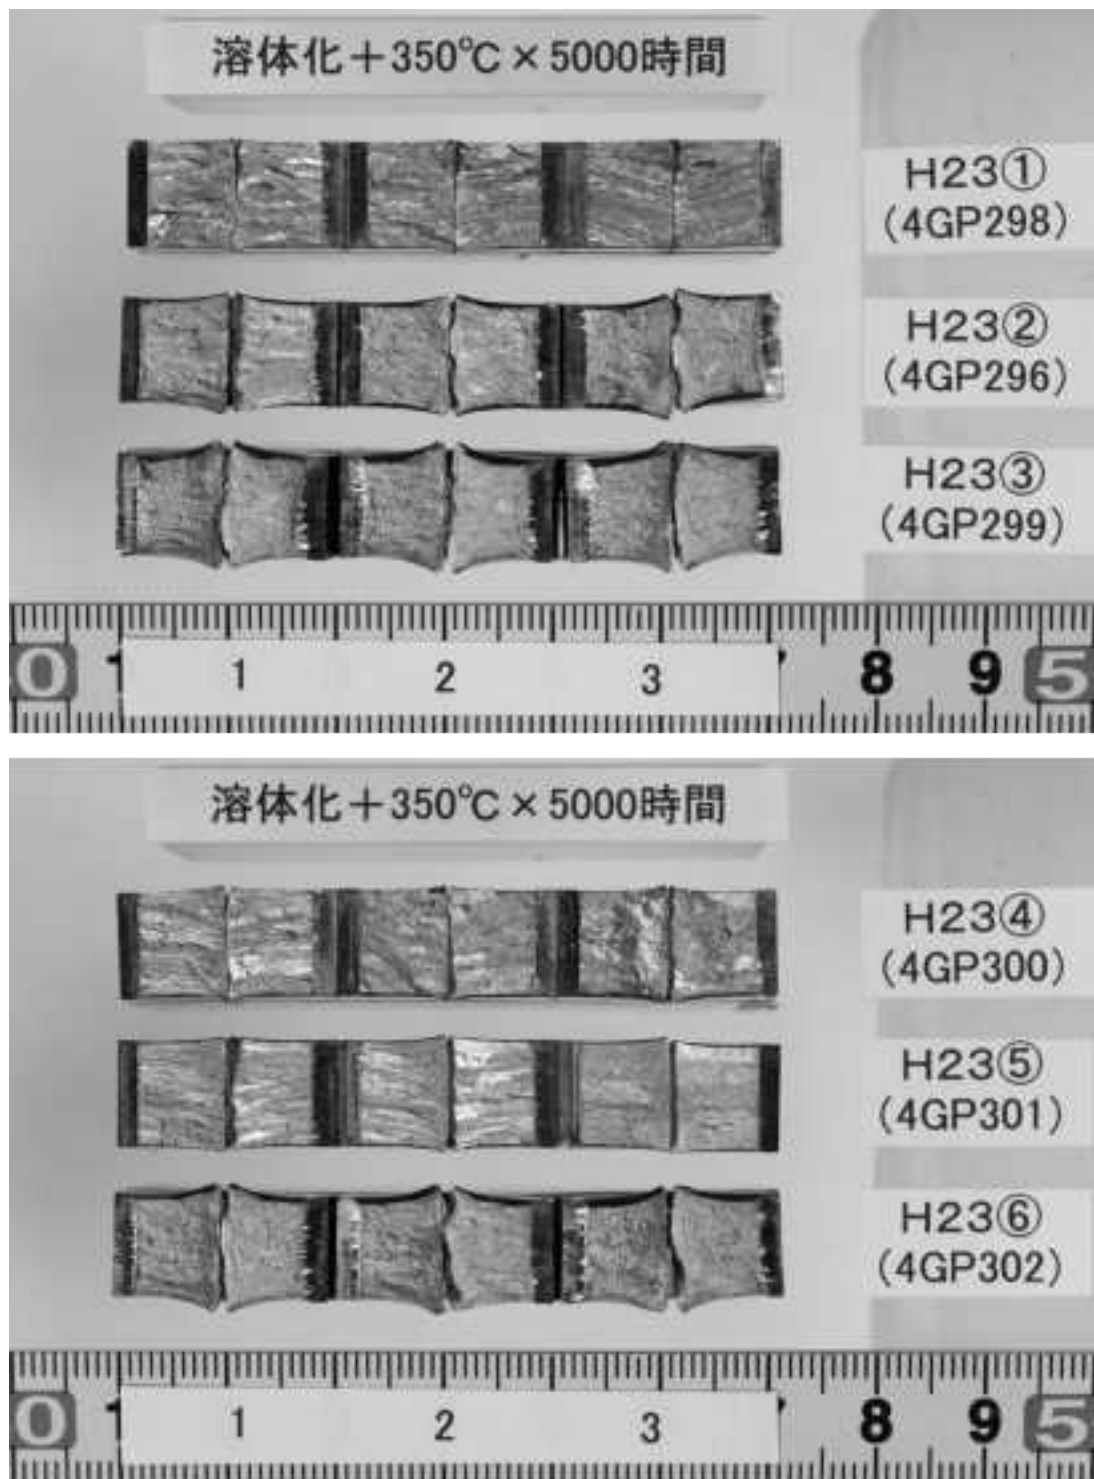 溶体化＋350℃×5000時間
H23①
(4GP298)
H23②
(4GP296)
H23③
(4GP299)
0 1 2 3 8 9 5
溶体化＋350℃×5000時間
H23④
(4GP300)
H23⑤
(4GP301)
H23⑥
(4GP302)
0 1 2 3 8 9 5